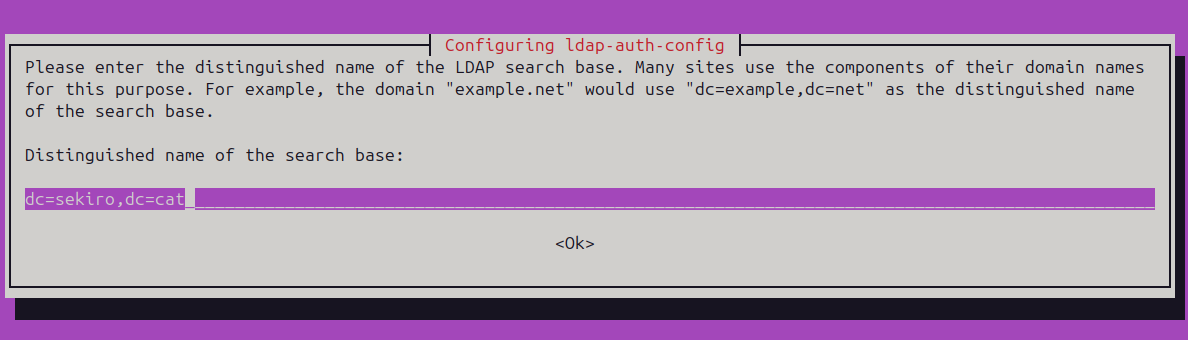 Configuring ldap-auth-config
Please enter the distinguished name of the LDAP search base. Many sites use the components of their domain names
for this purpose. For example, the domain "example.net" would use "dc=example,dc=net" as the distinguished name
of the search base.
Distinguished name of the search base:
dc=sekiro,dc=cat
<Ok>